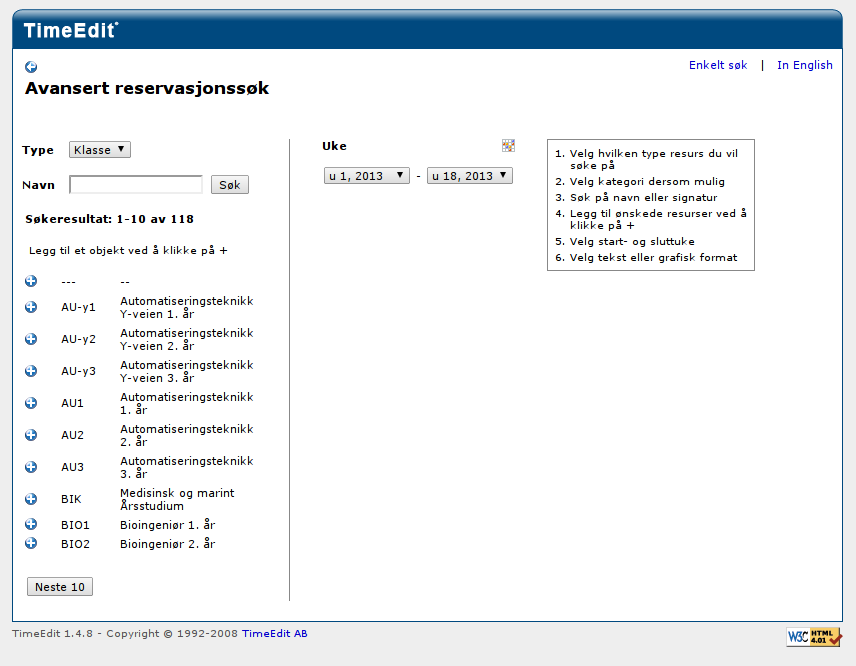 TimeEdit
Enkelt søk | In English
Avansert reservasjonssøk
Type Klasse
Navn Søk
Søkeresultat: 1-10 av 118
Legg til et objekt ved å klikke på +
--- --
AU-y1 Automatiseringsteknikk
Y-veien 1. år
AU-y2 Automatiseringsteknikk
Y-veien 2. år
AU-y3 Automatiseringsteknikk
Y-veien 3. år
AU1 Automatiseringsteknikk
1. år
AU2 Automatiseringsteknikk
2. år
AU3 Automatiseringsteknikk
3. år
BIK Medisinsk og marint
Årsstudium
BIO1 Bioingeniør 1. år
BIO2 Bioingeniør 2. år
Neste 10
Uke
u 1, 2013 - u 18, 2013
1. Velg hvilken type resurs du vil
søke på
2. Velg kategori dersom mulig
3. Søk på navn eller signatur
4. Legg til ønskede resurser ved å
klikke på +
5. Velg start- og sluttuke
6. Velg tekst eller grafisk format
TimeEdit 1.4.8 - Copyright © 1992-2008 TimeEdit AB
W3C HTML
4.01